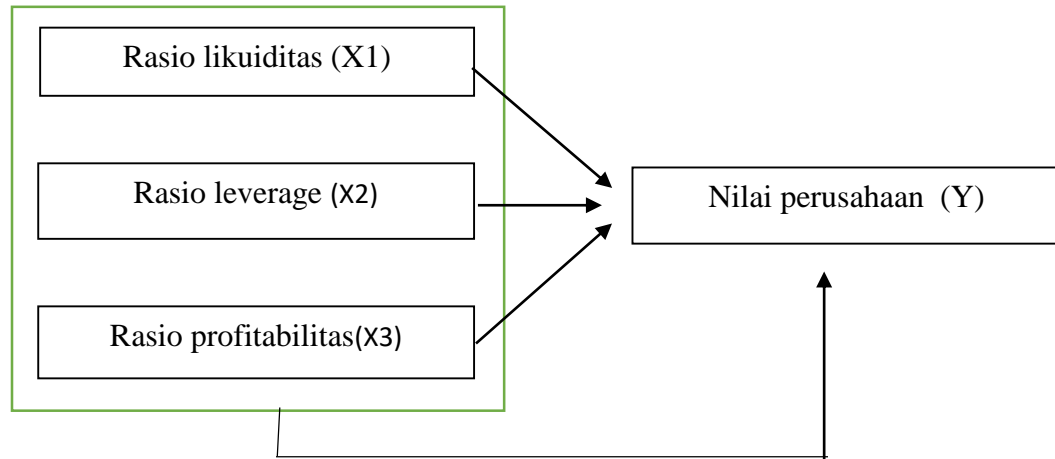 Rasio likuiditas (X1)
Rasio leverage (X2)
Nilai perusahaan  (Y)
Rasio profitabilitas(X3)